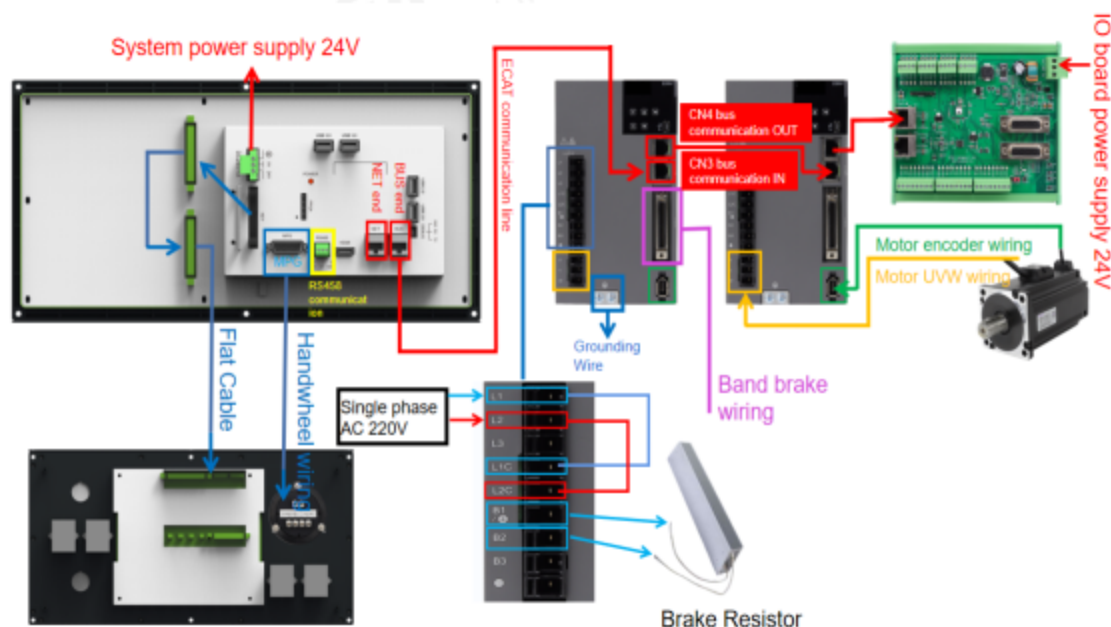 System power supply 24V
ECAT communication line
NET end
BUS end
MPG
RS458
communicat
ion
Flat Cable
Handwheel wiring
CN4 bus
communication OUT
CN3 bus
communication IN
IO board power supply 24V
Motor encoder wiring
Motor UVW wiring
Grounding
Wire
Band brake
wiring
Single phase
AC 220V
L1
L2
L3
L1C
L2C
B1
B2
B3
Brake Resistor